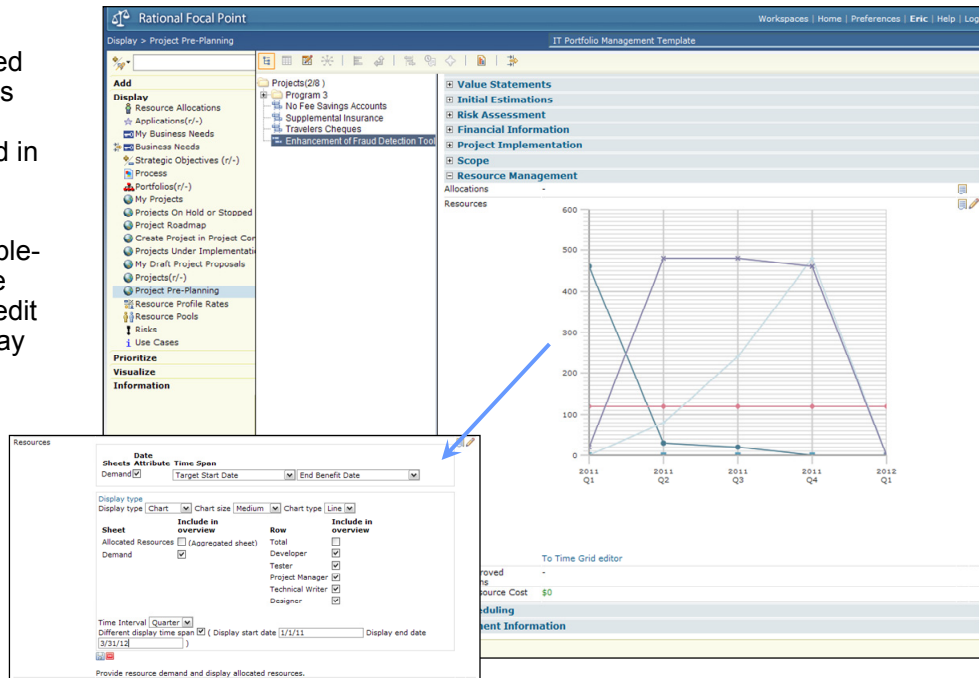 Rational Focal Point
Workspaces | Home | Preferences | Eric | Help | Log
Display > Project Pre-Planning
IT Portfolio Management Template
ed
s
d in
ple-
e
edit
ay
Add
Display
Resource Allocations
Applications(r/-)
My Business Needs
Business Needs
Strategic Objectives (r/-)
Process
Portfolios(r/-)
My Projects
Projects On Hold or Stopped
Project Roadmap
Create Project in Project Con
Projects Under Implementati
My Draft Project Proposals
Projects(r/-)
Project Pre-Planning
Resource Profile Rates
Resource Pools
Risks
Use Cases
Prioritize
Visualize
Information
Projects(2/8 )
Program 3
No Fee Savings Accounts
Supplemental Insurance
Travelers Cheques
Enhancement of Fraud Detection Tool
Value Statements
Initial Estimations
Risk Assessment
Financial Information
Project Implementation
Scope
Resource Management
Allocations -
Resources
600
500
400
300
200
100
0
2011 2011 2011 2011 2012
Q1 Q2 Q3 Q4 Q1
To Time Grid editor
roved -
ns
source Cost $0
eduling
ent Information
Resources
Date
Sheets Attribute Time Span
Demand Target Start Date End Benefit Date
Display type
Display type Chart Chart size Medium Chart type Line
Include in Include in
Sheet overview Row overview
Allocated Resources (Aggregated sheet) Total
Demand Developer
Tester
Project Manager
Technical Writer
Designer
Time Interval Quarter
Different display time span ( Display start date 1/1/11 Display end date
3/31/12 )
Provide resource demand and display allocated resources.